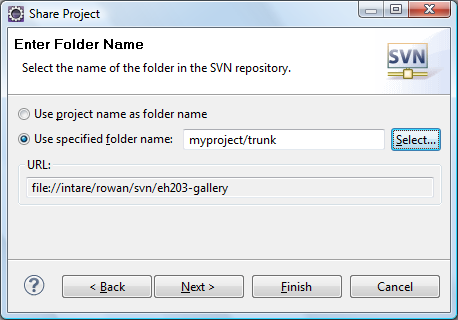 Share Project
Enter Folder Name
Select the name of the folder in the SVN repository.
SVN
Use project name as folder name
Use specified folder name: myproject/trunk Select...
URL:
file://intare/rowan/svn/eh203-gallery
? < Back Next > Finish Cancel